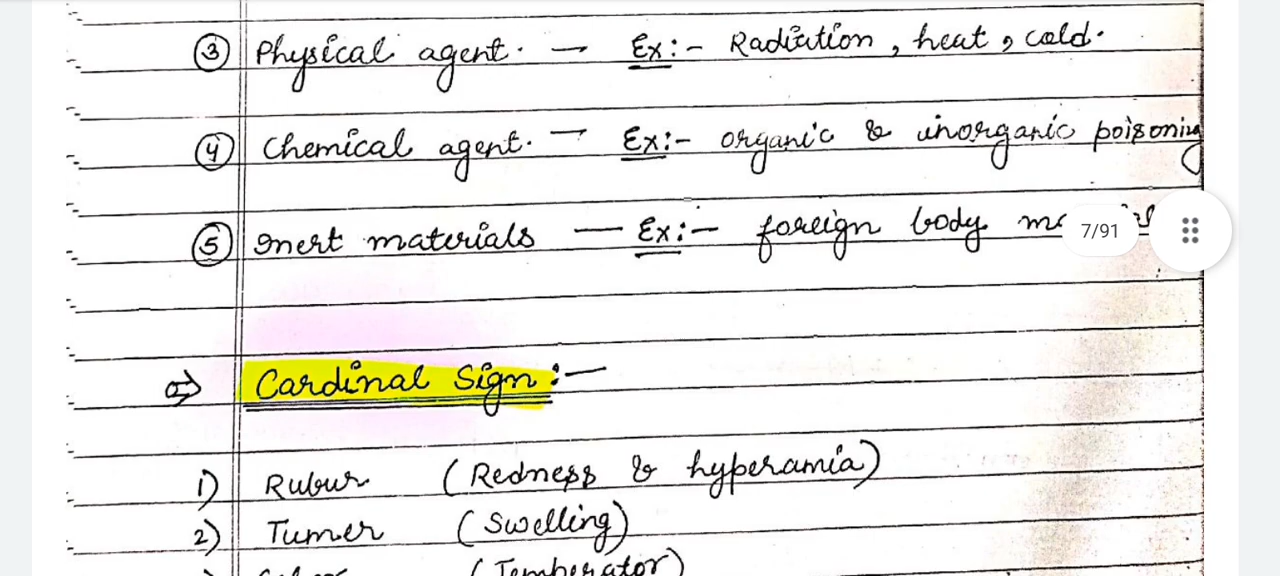 ③ Physical agent. — Ex:- Radiation, heat, cold.
④ Chemical agent. — Ex:- organic & inorganic poisoning
⑤ Inert materials — Ex:- foreign body
7/91
⇒ Cardinal Sign :-
1) Rubur (Redness & hyperamia)
2) Tumer (Swelling)
(Temberator)